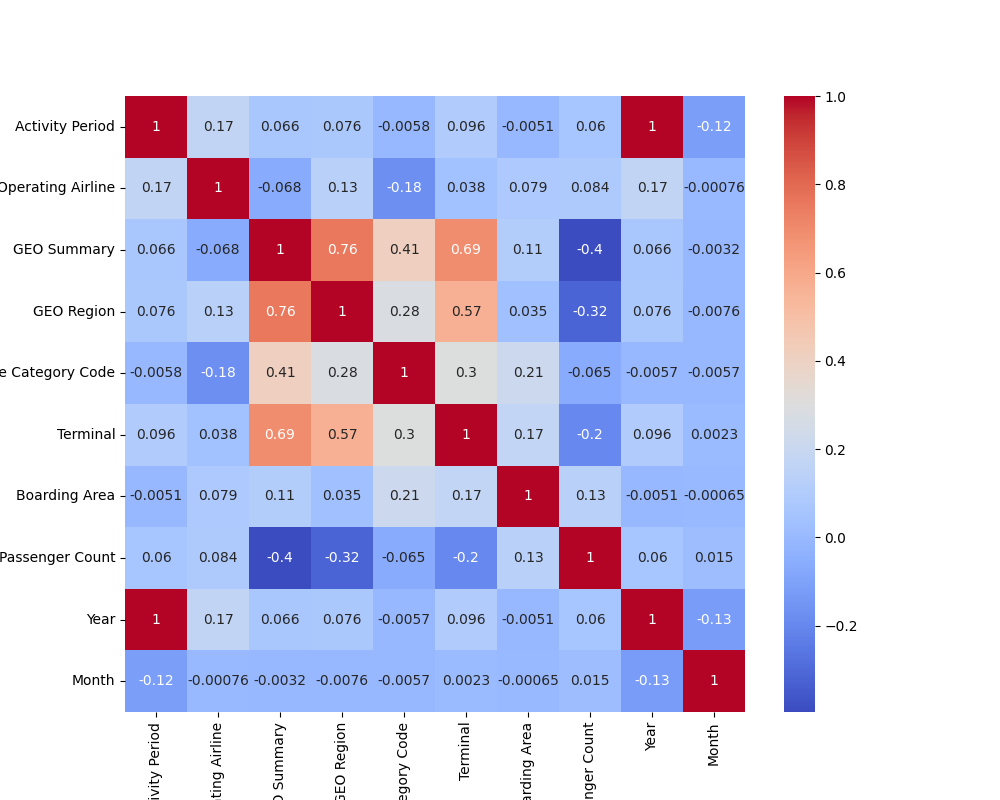 Activity Period 1 0.17 0.066 0.076 -0.0058 0.096 -0.0051 0.06 1 -0.12
Operating Airline 0.17 1 -0.068 0.13 -0.18 0.038 0.079 0.084 0.17 -0.00076
GEO Summary 0.066 -0.068 1 0.76 0.41 0.69 0.11 -0.4 0.066 -0.0032
GEO Region 0.076 0.13 0.76 1 0.28 0.57 0.035 -0.32 0.076 -0.0076
e Category Code -0.0058 -0.18 0.41 0.28 1 0.3 0.21 -0.065 -0.0057 -0.0057
Terminal 0.096 0.038 0.69 0.57 0.3 1 0.17 -0.2 0.096 0.0023
Boarding Area -0.0051 0.079 0.11 0.035 0.21 0.17 1 0.13 -0.0051 -0.00065
Passenger Count 0.06 0.084 -0.4 -0.32 -0.065 -0.2 0.13 1 0.06 0.015
Year 1 0.17 0.066 0.076 -0.0057 0.096 -0.0051 0.06 1 -0.13
Month -0.12 -0.00076 -0.0032 -0.0076 -0.0057 0.0023 -0.00065 0.015 -0.13 1
ivity Period
ting Airline
O Summary
GEO Region
egory Code
Terminal
arding Area
nger Count
Year
Month
1.0
0.8
0.6
0.4
0.2
0.0
−0.2